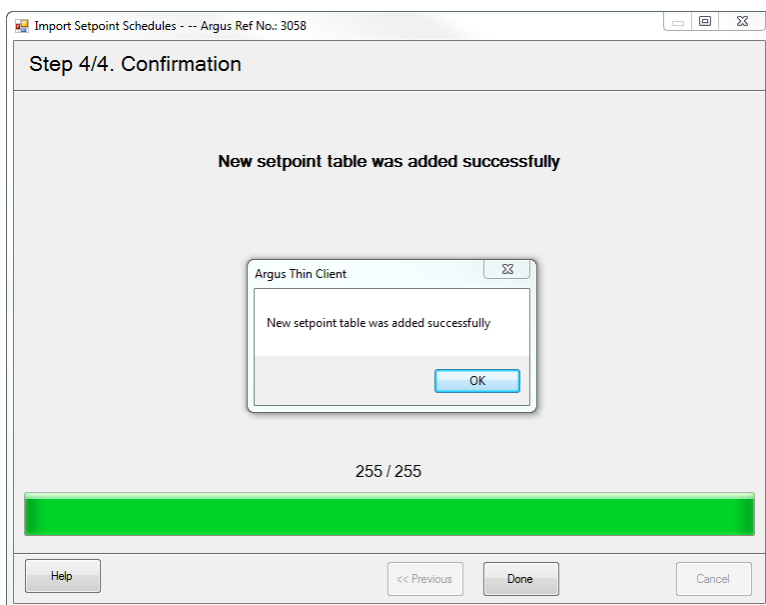 Import Setpoint Schedules - -- Argus Ref No.: 3058
Step 4/4. Confirmation
New setpoint table was added successfully
Argus Thin Client
New setpoint table was added successfully
OK
255 / 255
Help
<< Previous
Done
Cancel